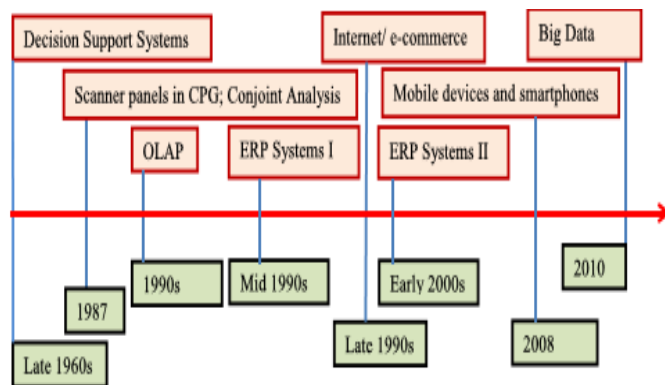 Decision Support Systems
Internet/ e-commerce
Big Data
Scanner panels in CPG; Conjoint Analysis
Mobile devices and smartphones
OLAP
ERP Systems I
ERP Systems II
1990s
Mid 1990s
Early 2000s
2010
1987
Late 1960s
Late 1990s
2008